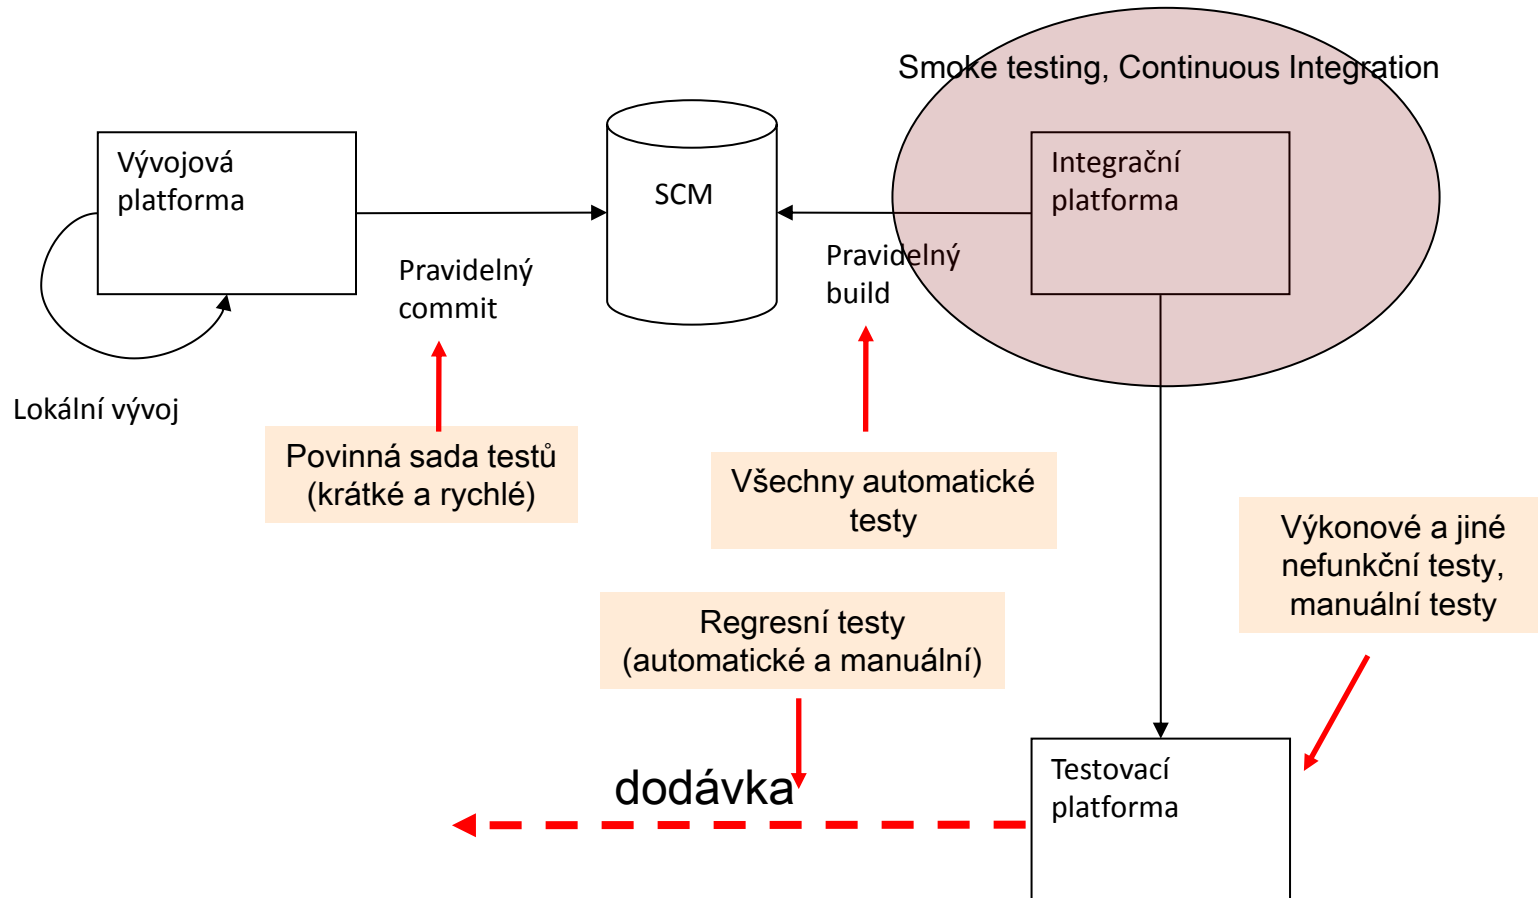 Smoke testing, Continuous Integration
Vývojová
platforma
SCM
Integrační
platforma
Pravidelný
commit
Pravidelný
build
Lokální vývoj
Povinná sada testů
(krátké a rychlé)
Všechny automatické
testy
Výkonové a jiné
nefunkční testy,
manuální testy
Regresní testy
(automatické a manuální)
dodávka
Testovací
platforma